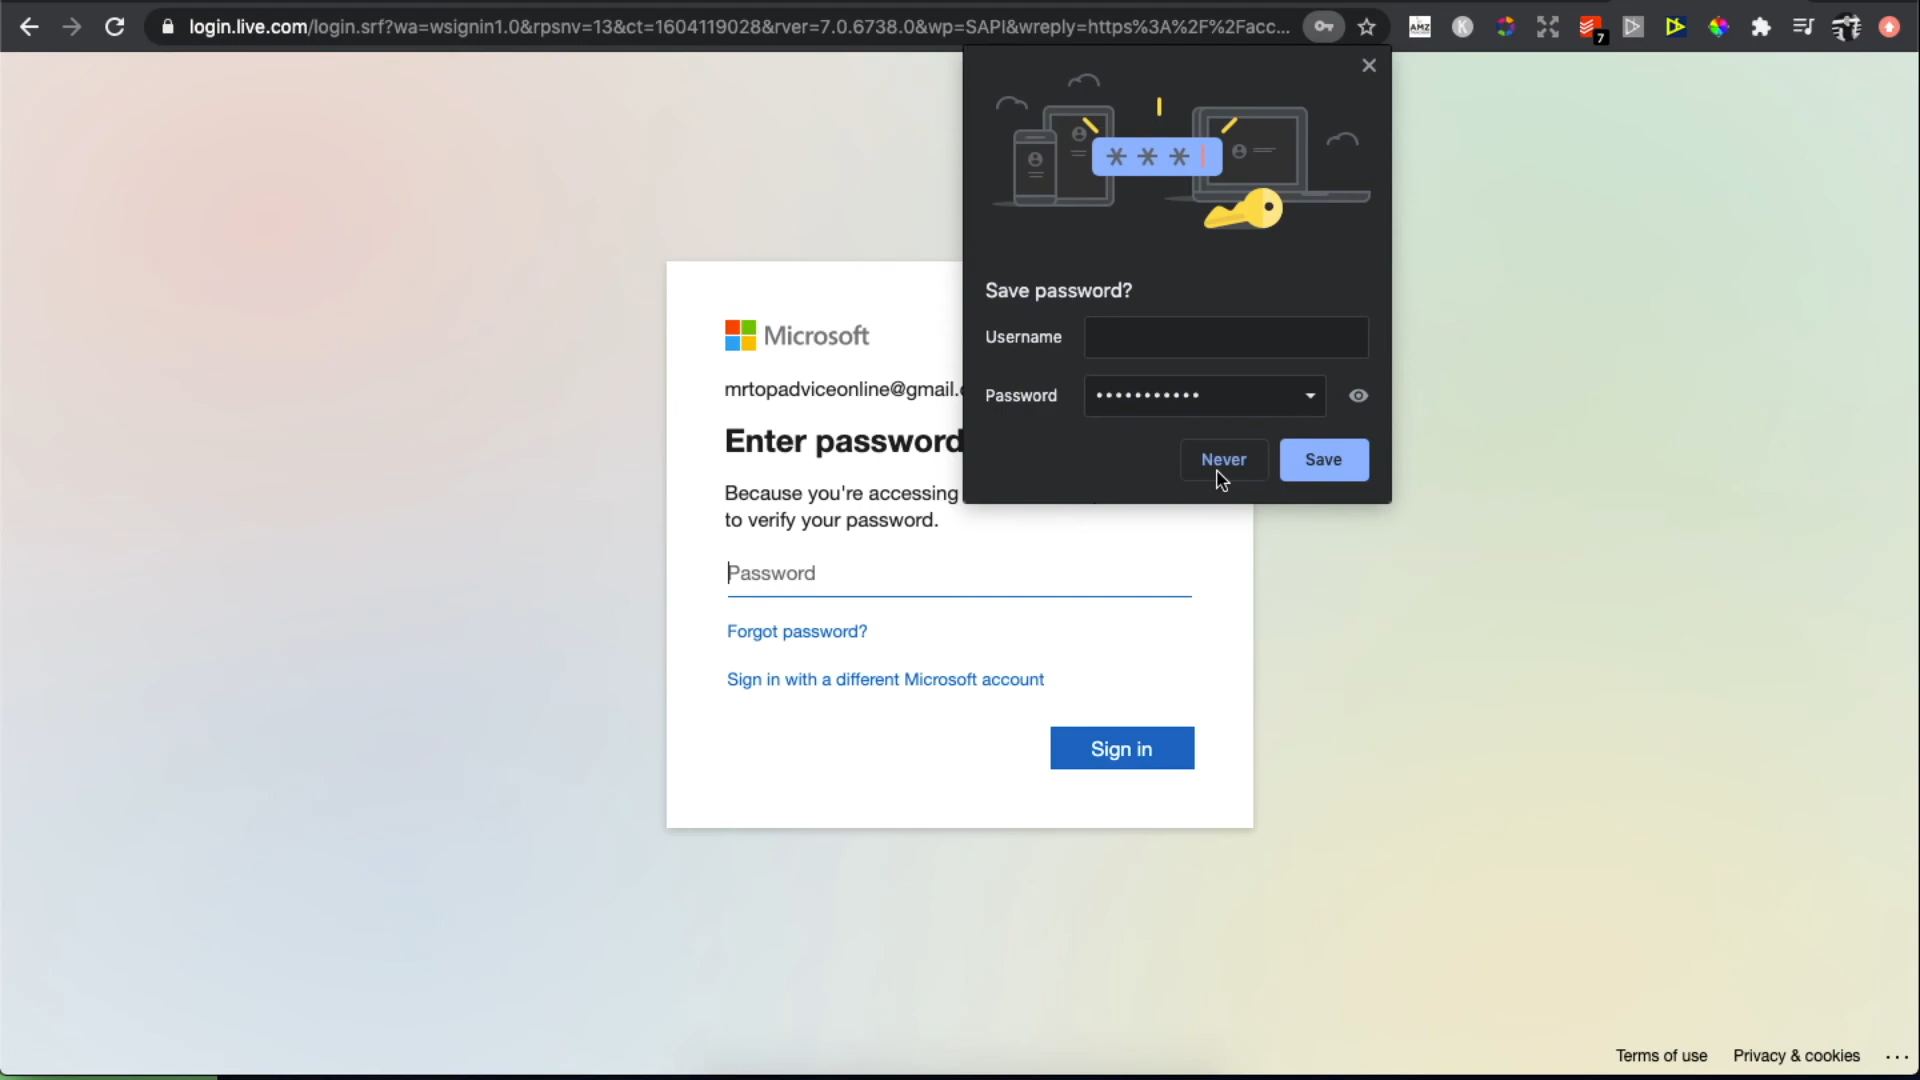 login.live.com/login.srf?wa=wsignin1.0&rpsnv=13&ct=1604119028&rver=7.0.6738.0&wp=SAPI&wreply=https%3A%2F%2Facc...
AMZ
K
7
* * *
Save password?
Username
Password
Never
Save
Microsoft
mrtopadviceonline@gmail.
Enter password
Because you're accessing
to verify your password.
Password
Forgot password?
Sign in with a different Microsoft account
Sign in
Terms of use
Privacy & cookies
...